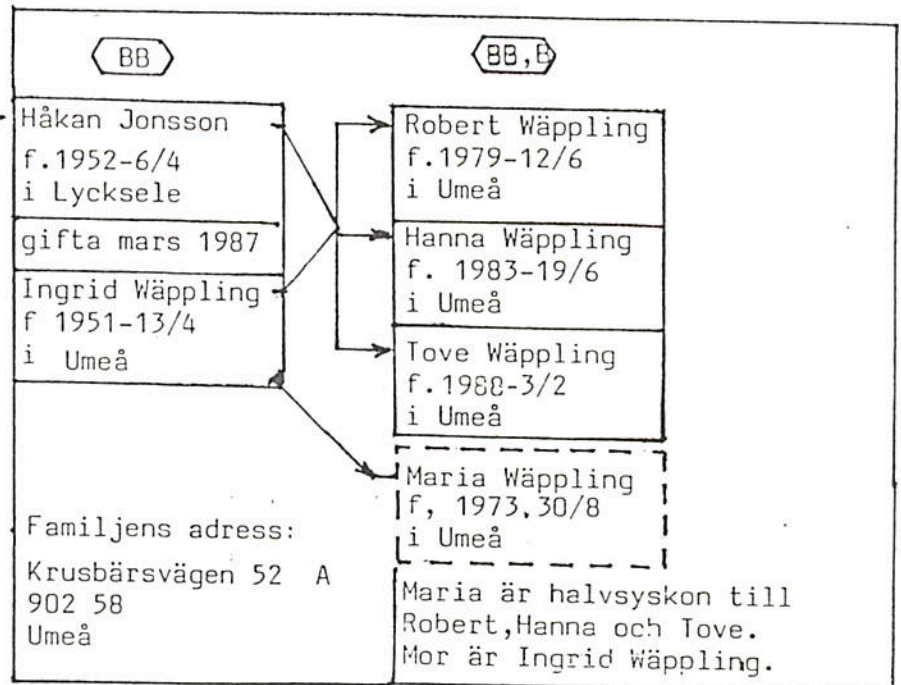 BB
Håkan Jonsson
f.1952-6/4
i Lycksele
gifta mars 1987
Ingrid Wäppling
f 1951-13/4
i Umeå
Familjens adress:
Krusbärsvägen 52 A
902 58
Umeå
BB,B
Robert Wäppling
f.1979-12/6
i Umeå
Hanna Wäppling
f. 1983-19/6
i Umeå
Tove Wäppling
f.1988-3/2
i Umeå
Maria Wäppling
f, 1973.30/8
i Umeå
Maria är halvsyskon till
Robert,Hanna och Tove.
Mor är Ingrid Wäppling.